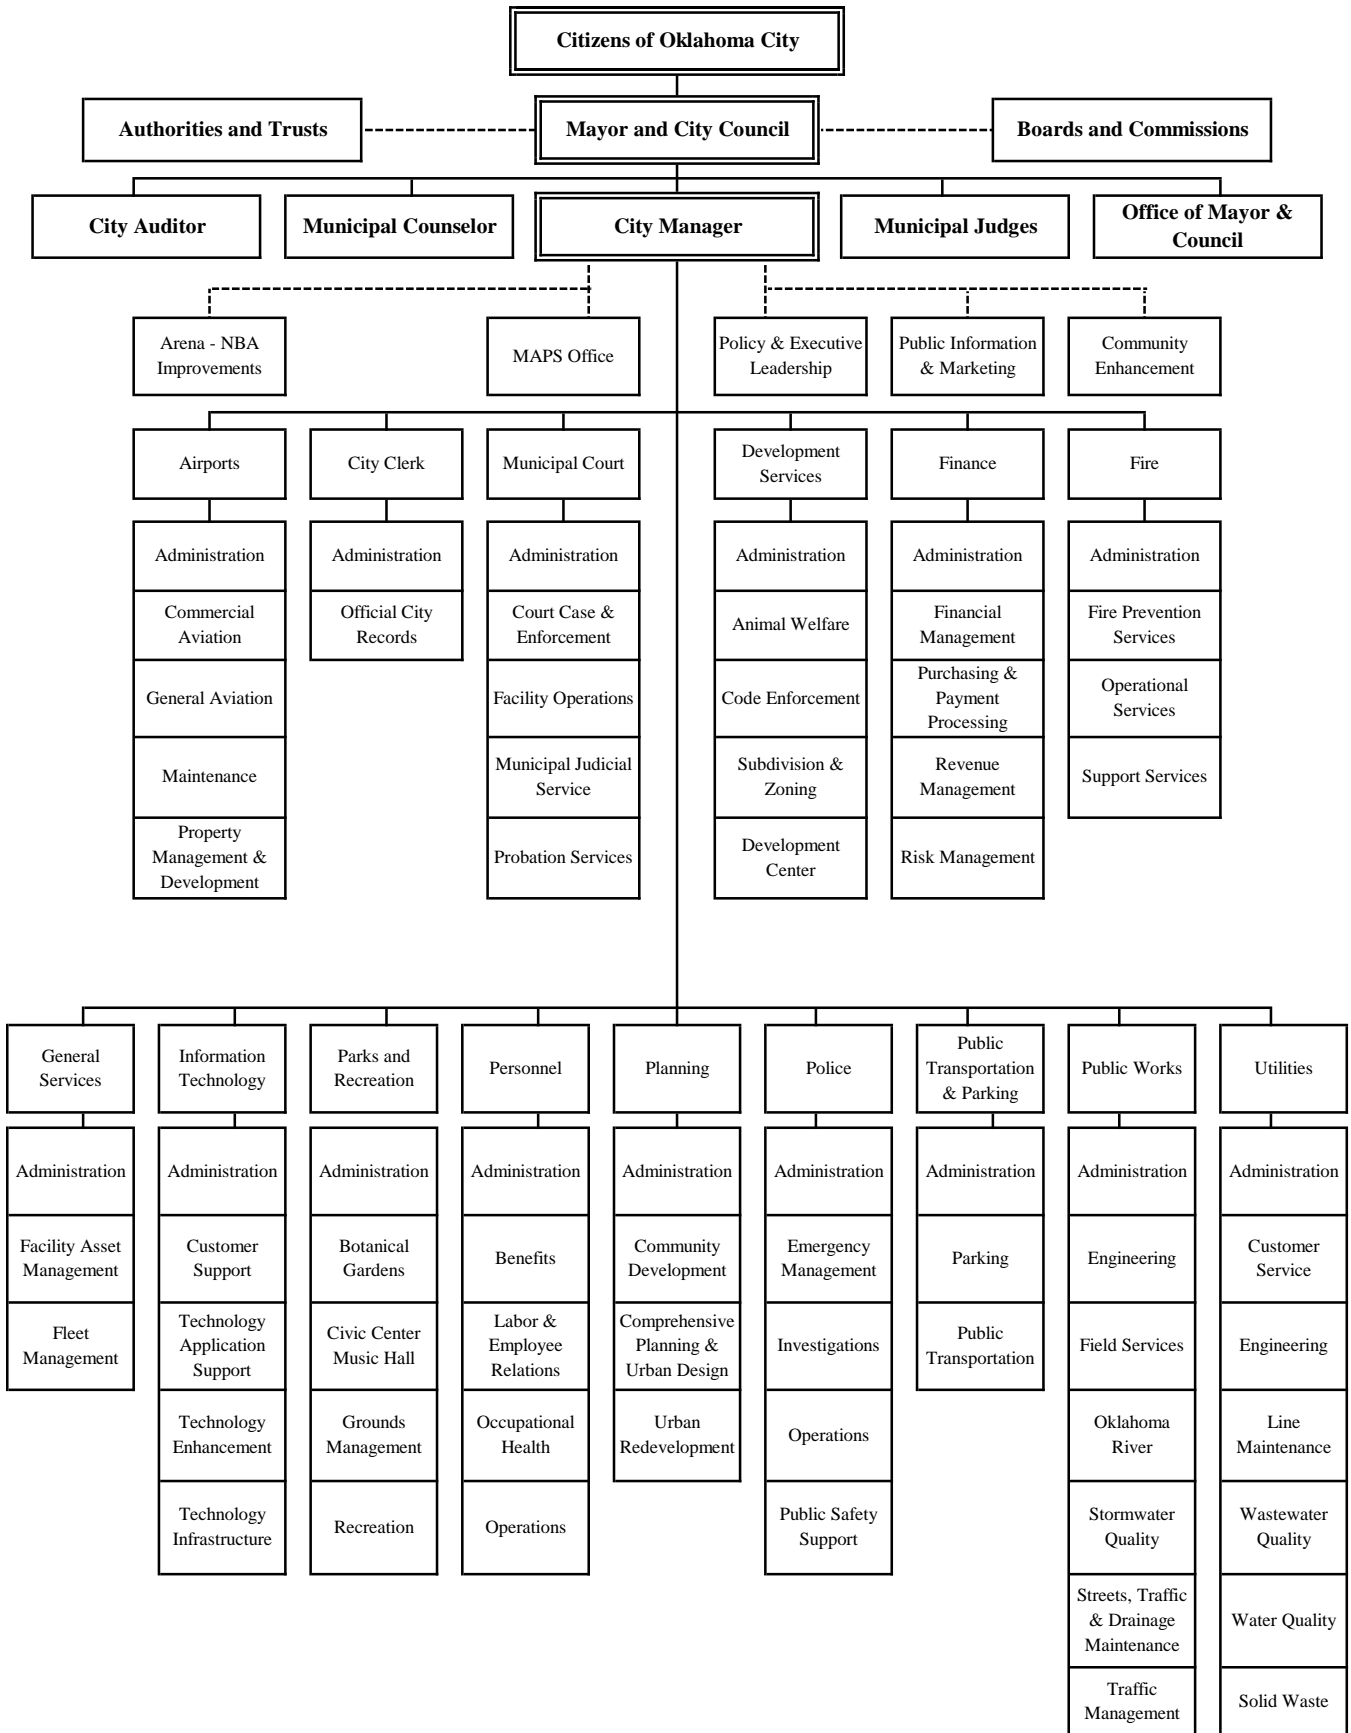 Citizens of Oklahoma City
Authorities and Trusts
Mayor and City Council
Boards and Commissions
City Auditor
Municipal Counselor
City Manager
Municipal Judges
Office of Mayor &
Council
Arena - NBA
Improvements
MAPS Office
Policy & Executive
Leadership
Public Information
& Marketing
Community
Enhancement
Airports
City Clerk
Municipal Court
Development
Services
Finance
Fire
Administration
Commercial
Aviation
General Aviation
Maintenance
Property
Management &
Development
Administration
Official City
Records
Administration
Court Case &
Enforcement
Facility Operations
Municipal Judicial
Service
Probation Services
Administration
Animal Welfare
Code Enforcement
Subdivision &
Zoning
Development
Center
Administration
Financial
Management
Purchasing &
Payment
Processing
Revenue
Management
Risk Management
Administration
Fire Prevention
Services
Operational
Services
Support Services
General
Services
Information
Technology
Parks and
Recreation
Personnel
Planning
Police
Public
Transportation
& Parking
Public Works
Utilities
Administration
Facility Asset
Management
Fleet
Management
Administration
Customer
Support
Technology
Application
Support
Technology
Enhancement
Technology
Infrastructure
Administration
Botanical
Gardens
Civic Center
Music Hall
Grounds
Management
Recreation
Administration
Benefits
Labor &
Employee
Relations
Occupational
Health
Operations
Administration
Community
Development
Comprehensive
Planning &
Urban Design
Urban
Redevelopment
Administration
Emergency
Management
Investigations
Operations
Public Safety
Support
Administration
Parking
Public
Transportation
Administration
Engineering
Field Services
Oklahoma
River
Stormwater
Quality
Streets, Traffic
& Drainage
Maintenance
Traffic
Management
Administration
Customer
Service
Engineering
Line
Maintenance
Wastewater
Quality
Water Quality
Solid Waste